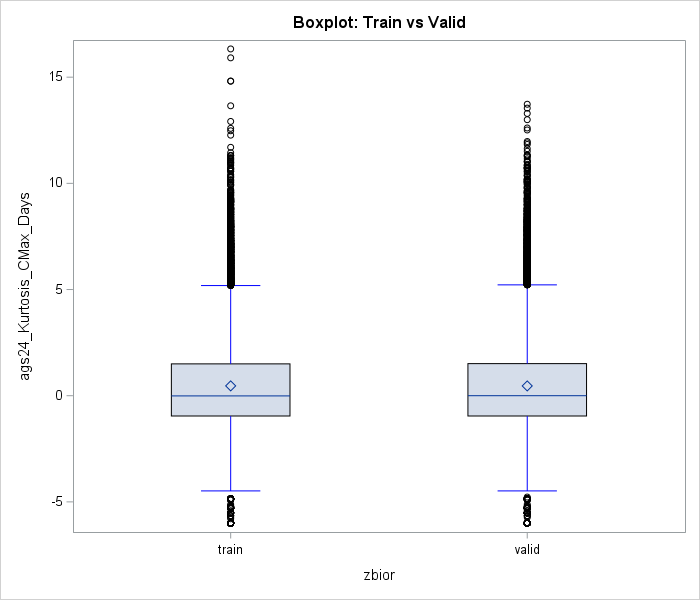 Boxplot: Train vs Valid
15
10
5
0
-5
ags24_Kurtosis_CMax_Days
train
valid
zbior